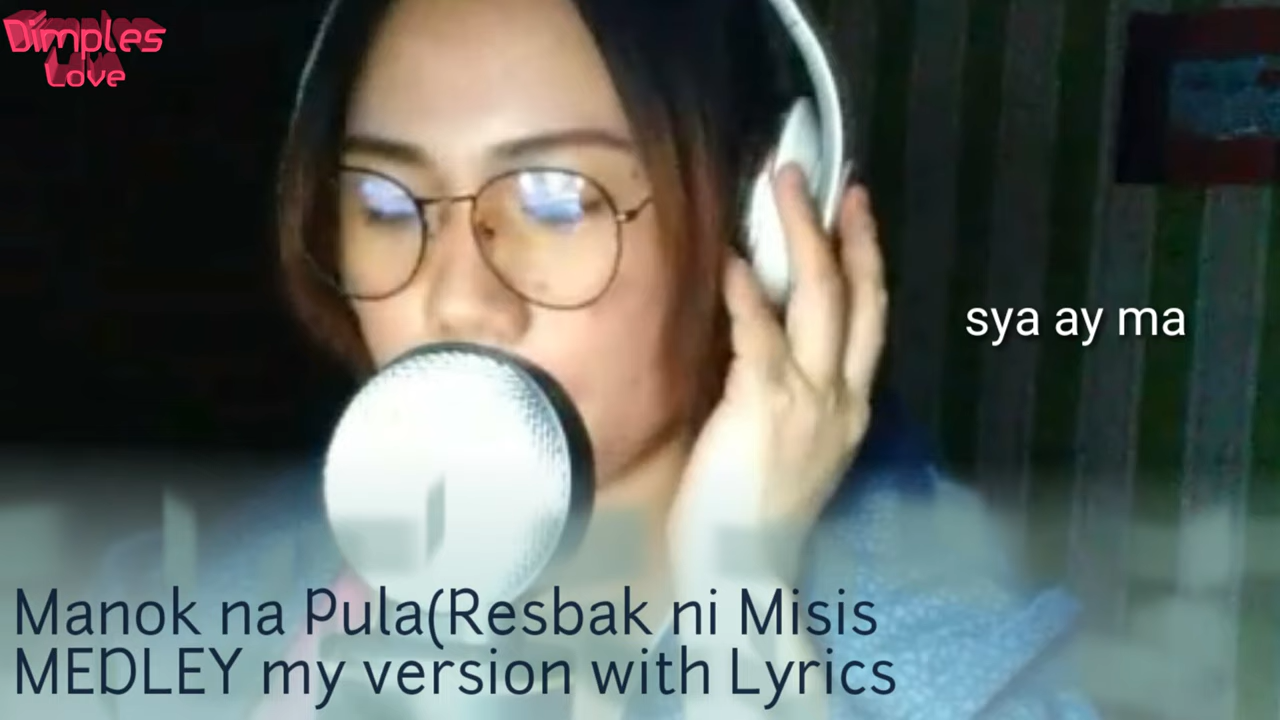 Dimples
Love
sya ay ma
Manok na Pula(Resbak ni Misis
MEDLEY my version with Lyrics